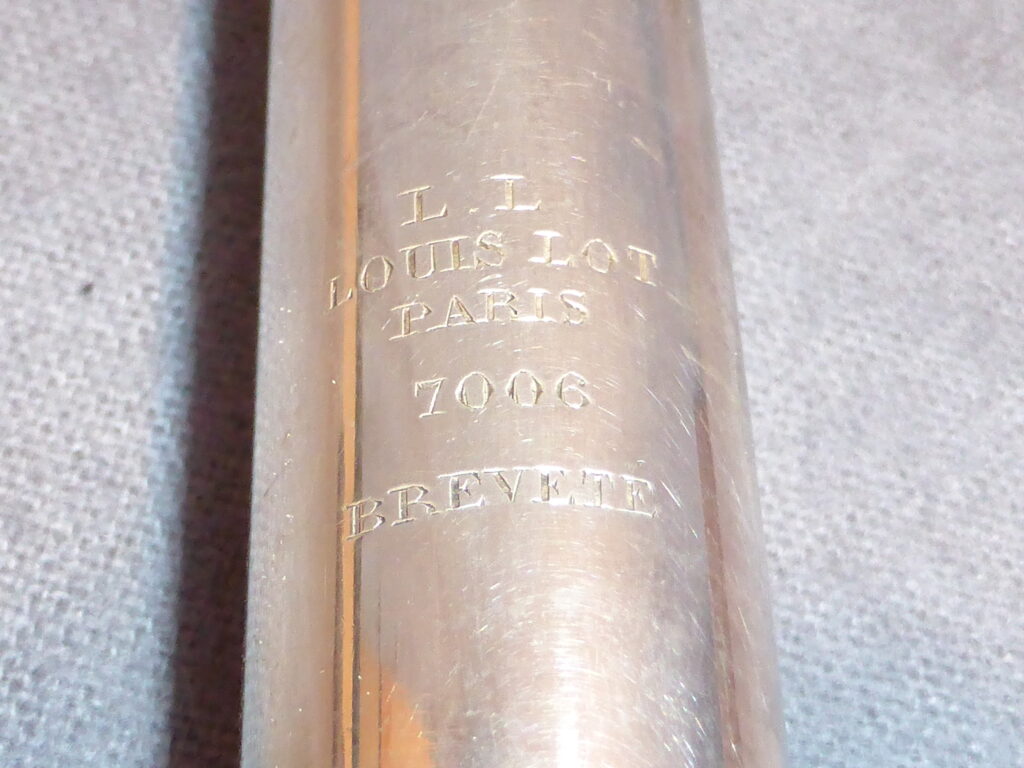 L L
LOUIS LOT
PARIS
7006
BREVETE